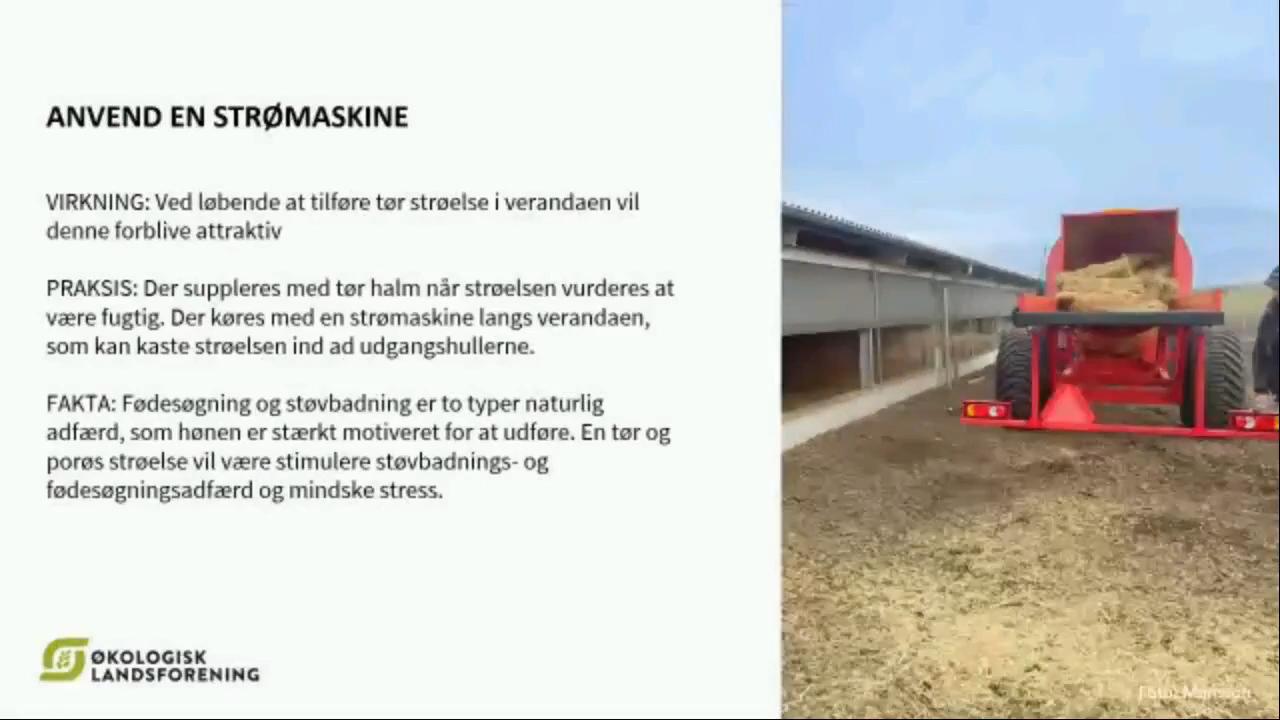 ANVEND EN STRØMASKINE
VIRKNING: Ved løbende at tilføre tør strøelse i verandaen vil
denne forblive attraktiv
PRAKSIS: Der suppleres med tør halm når strøelsen vurderes at
være fugtig. Der køres med en strømaskine langs verandaen,
som kan kaste strøelsen ind ad udgangshullerne.
FAKTA: Fødesøgning og støvbadning er to typer naturlig
adfærd, som hønen er stærkt motiveret for at udføre. En tør og
porøs strøelse vil være stimulere støvbadnings- og
fødesøgningsadfærd og mindske stress.
ØKOLOGISK
LANDSFORENING
Foto: